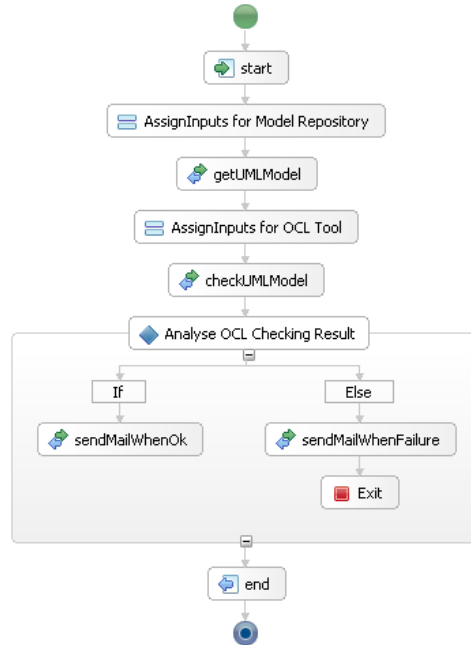 start
AssignInputs for Model Repository
getUMLModel
AssignInputs for OCL Tool
checkUMLModel
Analyse OCL Checking Result
If
Else
sendMailWhenOk
sendMailWhenFailure
Exit
end